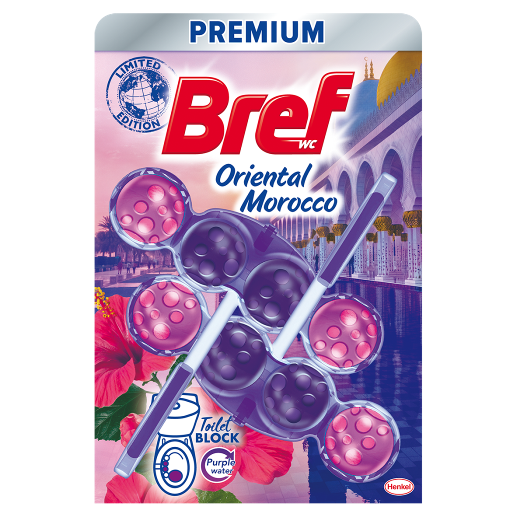 PREMIUM
LIMITED
EDITION
Bref
WC
Oriental
Morocco
Toilet
BLOCK
Purple
water
Henkel